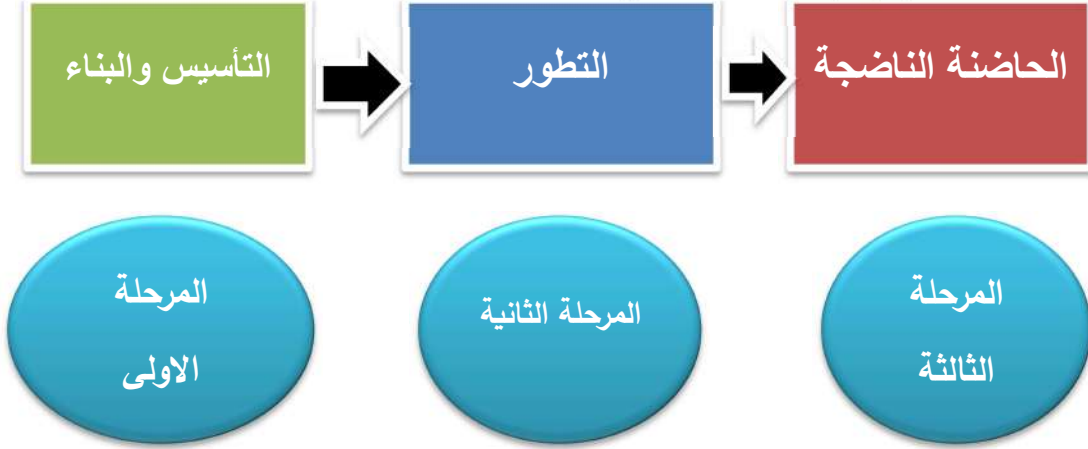 التأسيس والبناء
التطور
الحاضنة الناضجة
المرحلة
الاولى
المرحلة الثانية
المرحلة
الثالثة